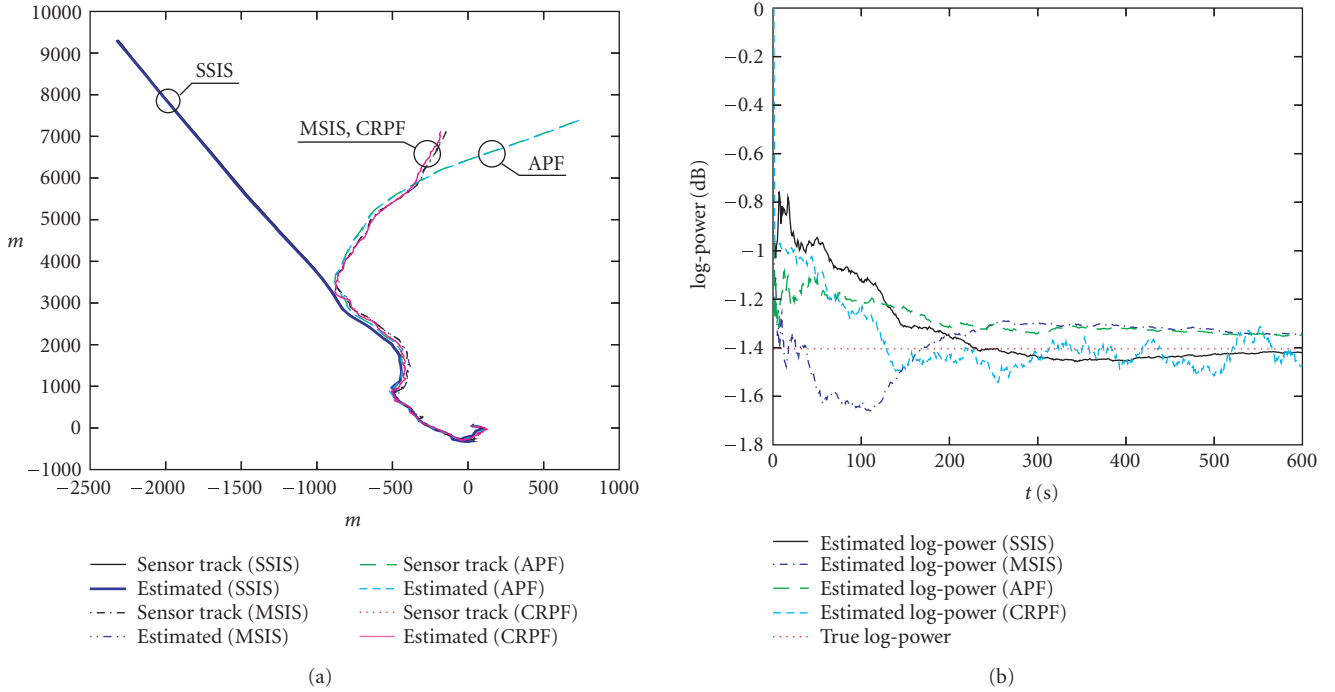 10000
9000
8000
7000
6000
5000
4000
3000
2000
1000
0
−1000
m
−2500
−2000
−1500
−1000
−500
0
500
1000
m
SSIS
MSIS, CRPF
APF
Sensor track (SSIS)
Estimated (SSIS)
Sensor track (MSIS)
Estimated (MSIS)
Sensor track (APF)
Estimated (APF)
Sensor track (CRPF)
Estimated (CRPF)
(a)
0
−0.2
−0.4
−0.6
−0.8
−1
−1.2
−1.4
−1.6
−1.8
log-power (dB)
0
100
200
300
400
500
600
t (s)
Estimated log-power (SSIS)
Estimated log-power (MSIS)
Estimated log-power (APF)
Estimated log-power (CRPF)
True log-power
(b)